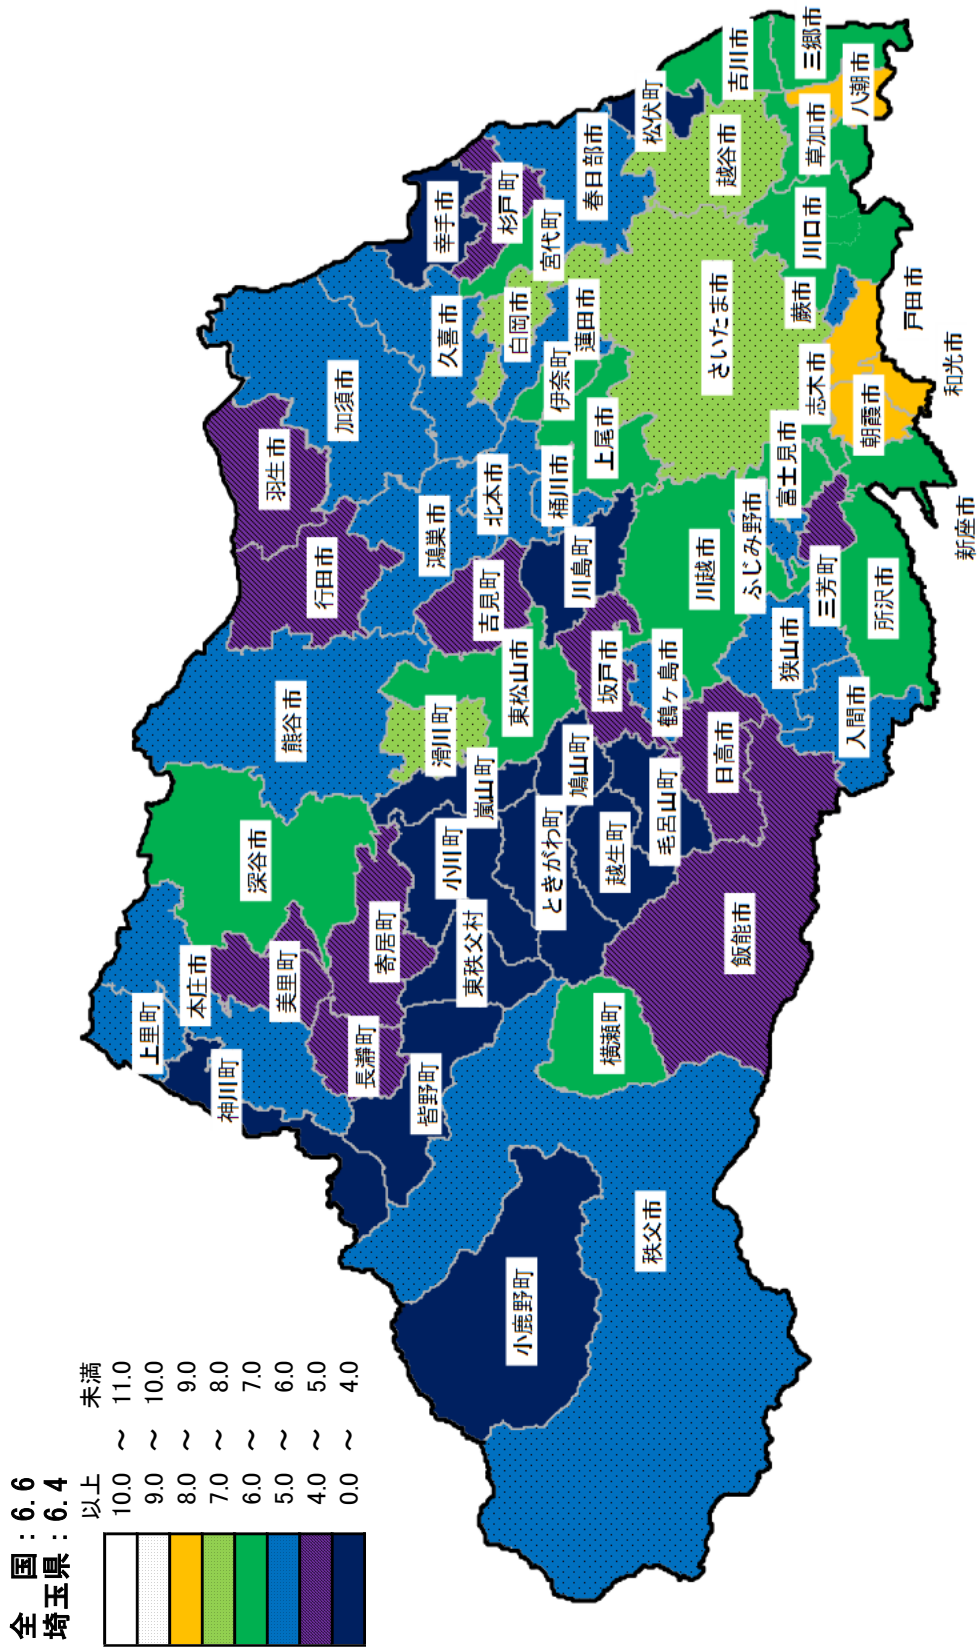 全　国：6.6
埼玉県：6.4
以上　未満
10.0 ～ 11.0
9.0 ～ 10.0
8.0 ～ 9.0
7.0 ～ 8.0
6.0 ～ 7.0
5.0 ～ 6.0
4.0 ～ 5.0
0.0 ～ 4.0
上里町
本庄市
神川町
美里町
深谷市
長瀞町
寄居町
皆野町
熊谷市
行田市
羽生市
加須市
久喜市
幸手市
鴻巣市
滑川町
小川町
嵐山町
東秩父村
吉見町
北本市
白岡市
杉戸町
宮代町
東松山市
小鹿野町
ときがわ町
鳩山町
川島町
桶川市
伊奈町
蓮田市
春日部市
上尾市
横瀬町
越生町
坂戸市
松伏町
秩父市
毛呂山町
鶴ヶ島市
川越市
さいたま市
越谷市
吉川市
飯能市
日高市
ふじみ野市
富士見市
狭山市
三芳町
志木市
蕨市
川口市
草加市
三郷市
入間市
所沢市
朝霞市
八潮市
戸田市
和光市
新座市